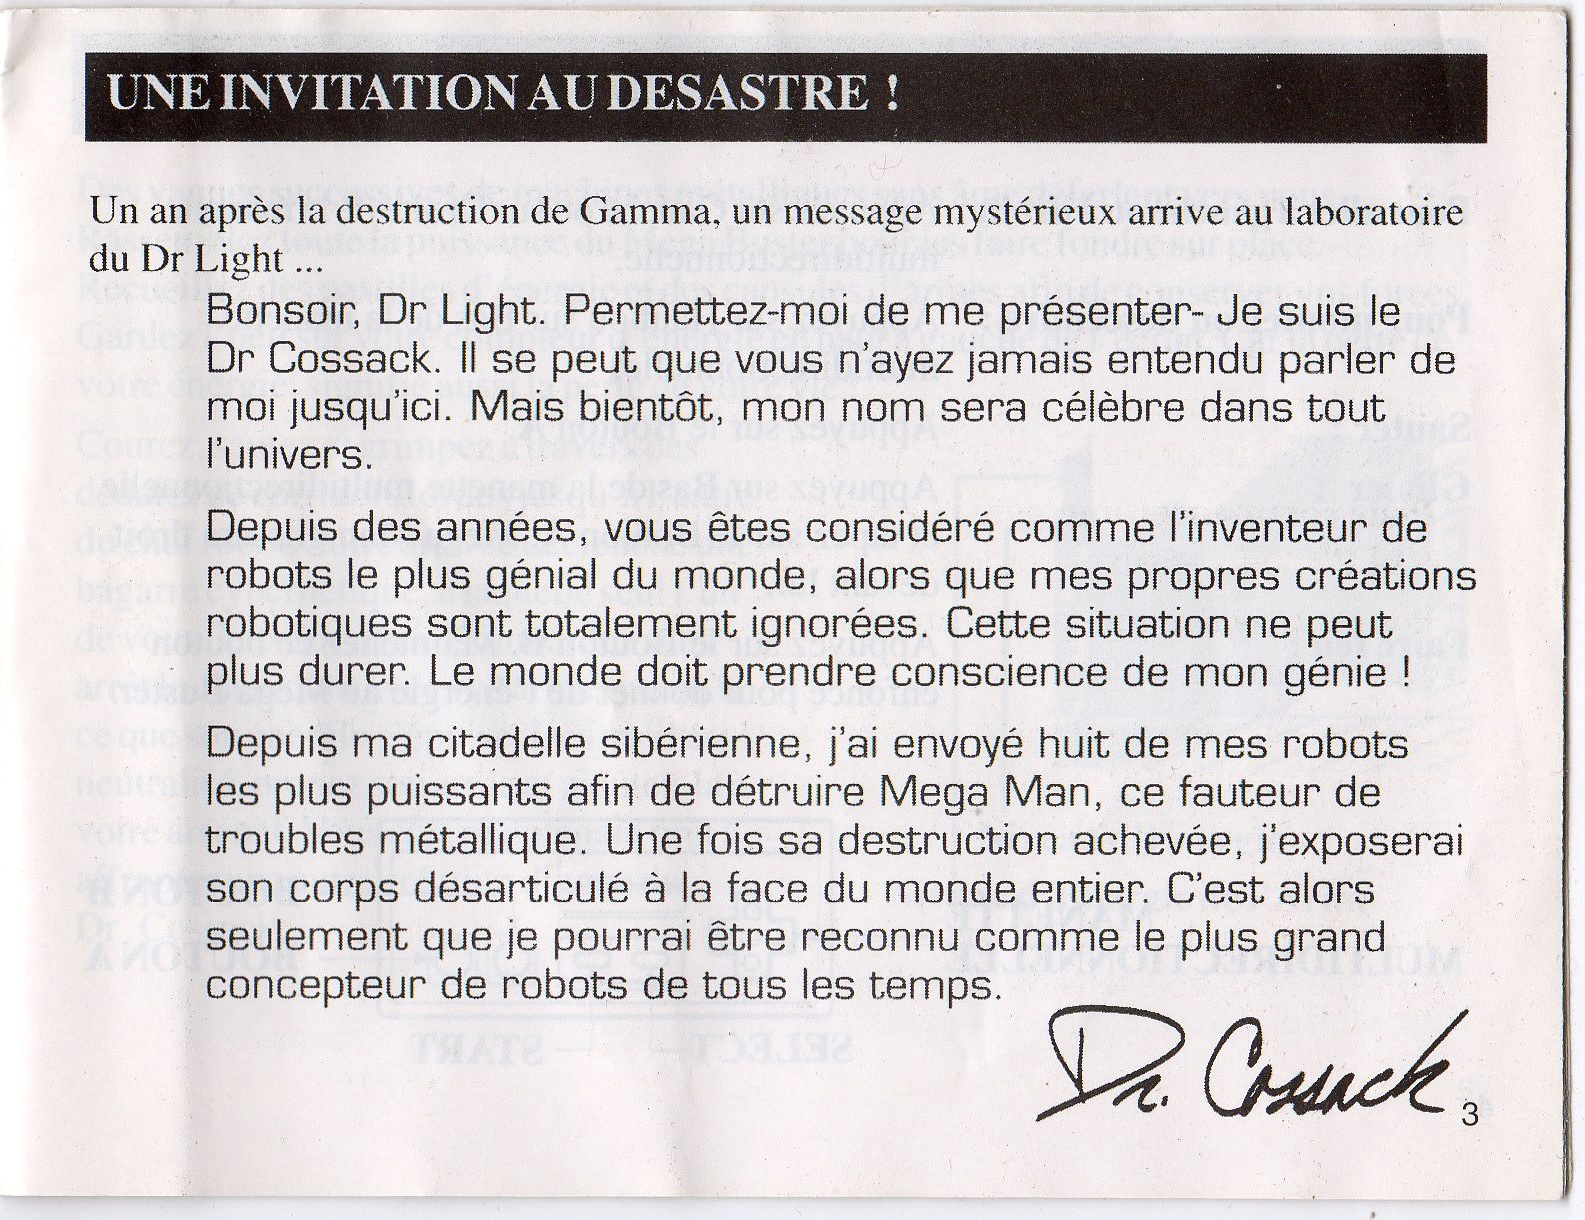 UNE INVITATION AU DESASTRE !
Un an après la destruction de Gamma, un message mystérieux arrive au laboratoire
du Dr Light ...
Bonsoir, Dr Light. Permettez-moi de me présenter- Je suis le
Dr Cossack. Il se peut que vous n'ayez jamais entendu parler de
moi jusqu'ici. Mais bientôt, mon nom sera célèbre dans tout
l'univers.
Depuis des années, vous êtes considéré comme l'inventeur de
robots le plus génial du monde, alors que mes propres créations
robotiques sont totalement ignorées. Cette situation ne peut
plus durer. Le monde doit prendre conscience de mon génie !
Depuis ma citadelle sibérienne, j'ai envoyé huit de mes robots
les plus puissants afin de détruire Mega Man, ce fauteur de
troubles métallique. Une fois sa destruction achevée, j'exposerai
son corps désarticulé à la face du monde entier. C'est alors
seulement que je pourrai être reconnu comme le plus grand
concepteur de robots de tous les temps.
Dr. Cossack
3